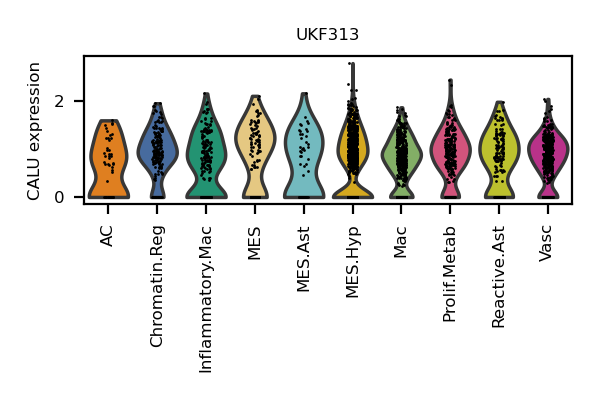 UKF313
CALU expression
2
0
AC
Chromatin.Reg
Inflammatory.Mac
MES
MES.Ast
MES.Hyp
Mac
Prolif.Metab
Reactive.Ast
Vasc